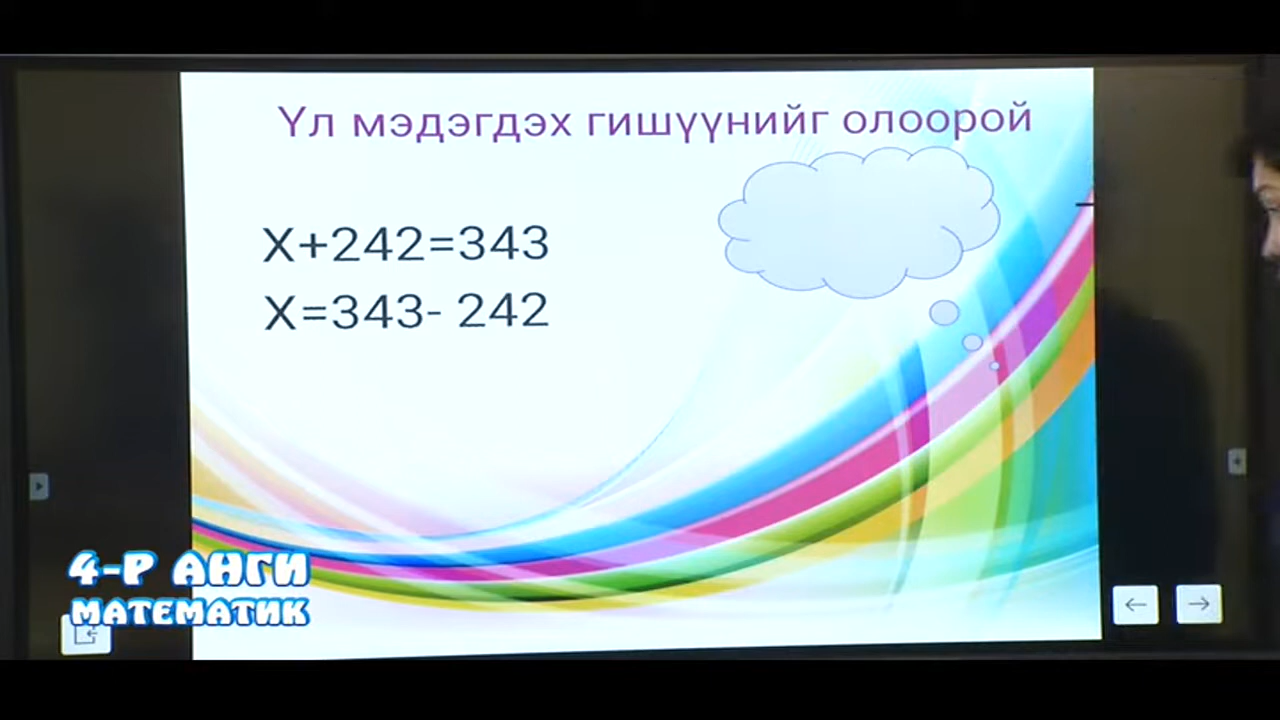 Үл мэдэгдэх гишүүнийг олоорой
X+242=343
X=343- 242
4-Р АНГИ
МАТЕМАТИК